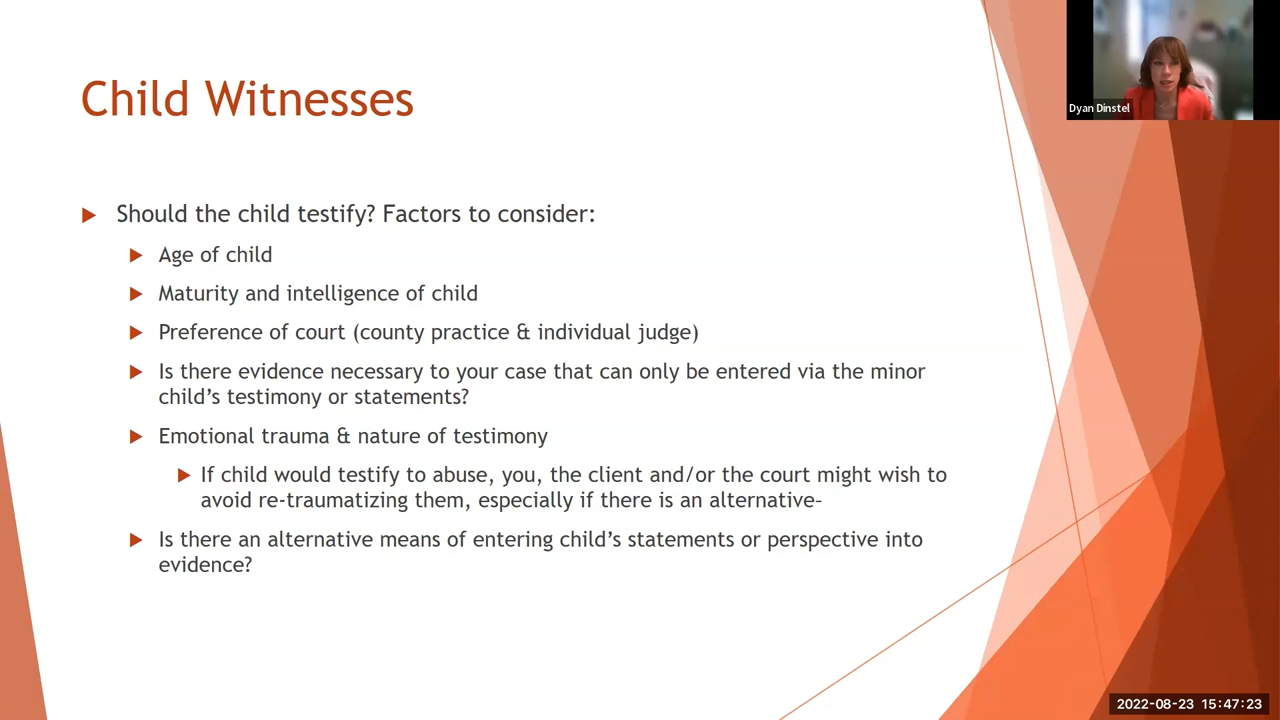 Child Witnesses
Dyan Dinstel
Should the child testify? Factors to consider:
Age of child
Maturity and intelligence of child
Preference of court (county practice & individual judge)
Is there evidence necessary to your case that can only be entered via the minor
child's testimony or statements?
Emotional trauma & nature of testimony
If child would testify to abuse, you, the client and/or the court might wish to
avoid re-traumatizing them, especially if there is an alternative-
Is there an alternative means of entering child's statements or perspective into
evidence?
2022-08-23 15:47:23